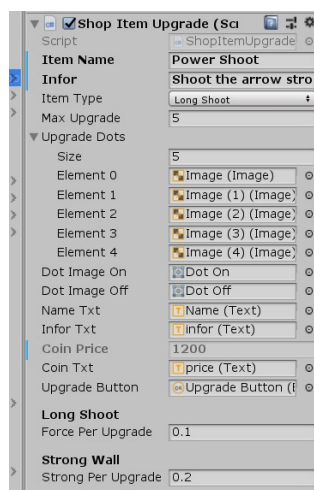 Shop Item Upgrade (Sc
Script ShopItemUpgrade
Item Name Power Shoot
Infor Shoot the arrow stro
Item Type Long Shoot
Max Upgrade 5
Upgrade Dots
Size 5
Element 0 Image (Image)
Element 1 Image (1) (Image)
Element 2 Image (2) (Image)
Element 3 Image (3) (Image)
Element 4 Image (4) (Image)
Dot Image On Dot On
Dot Image Off Dot Off
Name Txt Name (Text)
Infor Txt infor (Text)
Coin Price 1200
Coin Txt price (Text)
Upgrade Button Upgrade Button (
Long Shoot
Force Per Upgrade 0.1
Strong Wall
Strong Per Upgrade 0.2